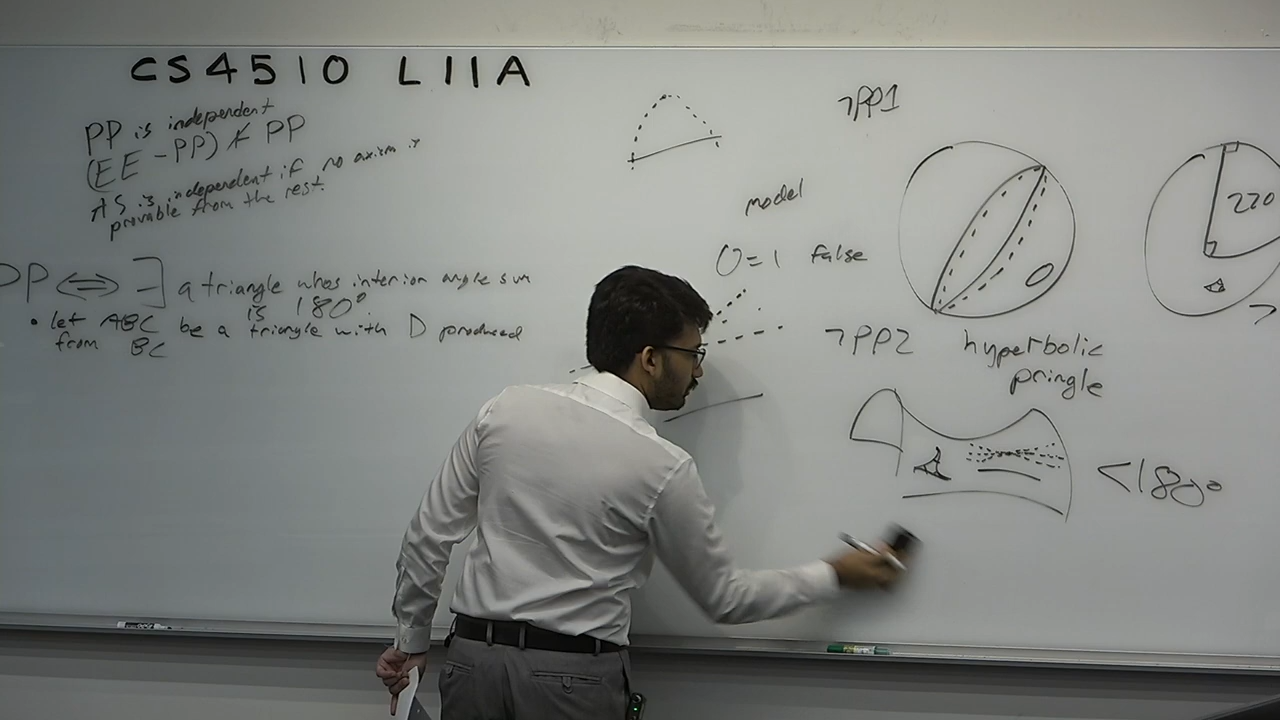 CS4510 L11A
PP is independent
(EE - PP) ⊬ PP
AS is independent if no axiom is
provable from the rest.
PP ⟺ ∃ a triangle whos interior angle sum
is 180°
• let ABC be a triangle with D produced
from BC
model
0=1 false
¬PP1
270
¬PP2 hyperbolic
pringle
<180°